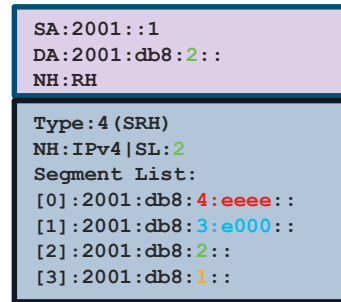 SA:2001::1
DA:2001:db8:2::
NH:RH
Type:4(SRH)
NH:IPv4|SL:2
Segment List:
[0]:2001:db8:4:eeee::
[1]:2001:db8:3:e000::
[2]:2001:db8:2::
[3]:2001:db8:1::